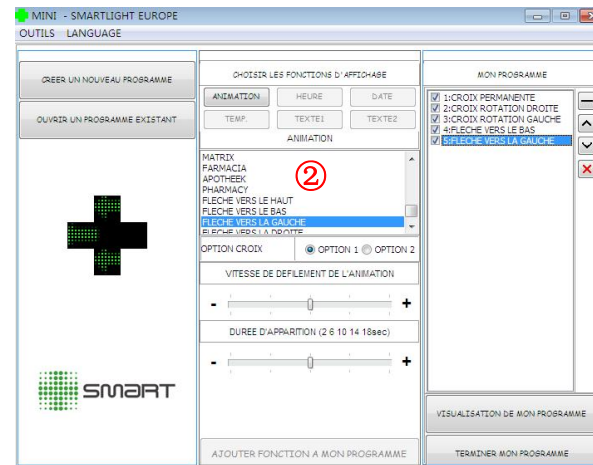 MINI - SMARTLIGHT EUROPE
OUTILS LANGUAGE
CREER UN NOUVEAU PROGRAMME
OUVRIR UN PROGRAMME EXISTANT
SMART
CHOISIR LES FONCTIONS D'AFFICHAGE
ANIMATION HEURE DATE
TEMP. TEXTE1 TEXTE2
ANIMATION
MATRIX
FARMACIA
APOTHEEK
PHARMACY
FLECHE VERS LE HAUT
FLECHE VERS LE BAS
FLECHE VERS LA GAUCHE
FLECHE VERS LA DROITE
②
OPTION CROIX OPTION 1 OPTION 2
VITESSE DE DEFILEMENT DE L'ANIMATION
- +
DUREE D'APPARITION (2 6 10 14 18sec)
- +
AJOUTER FONCTION A MON PROGRAMME
MON PROGRAMME
1:CROIX PERMANENTE
2:CROIX ROTATION DROITE
3:CROIX ROTATION GAUCHE
4:FLECHE VERS LE BAS
5:FLECHE VERS LA GAUCHE
VISUALISATION DE MON PROGRAMME
TERMINER MON PROGRAMME